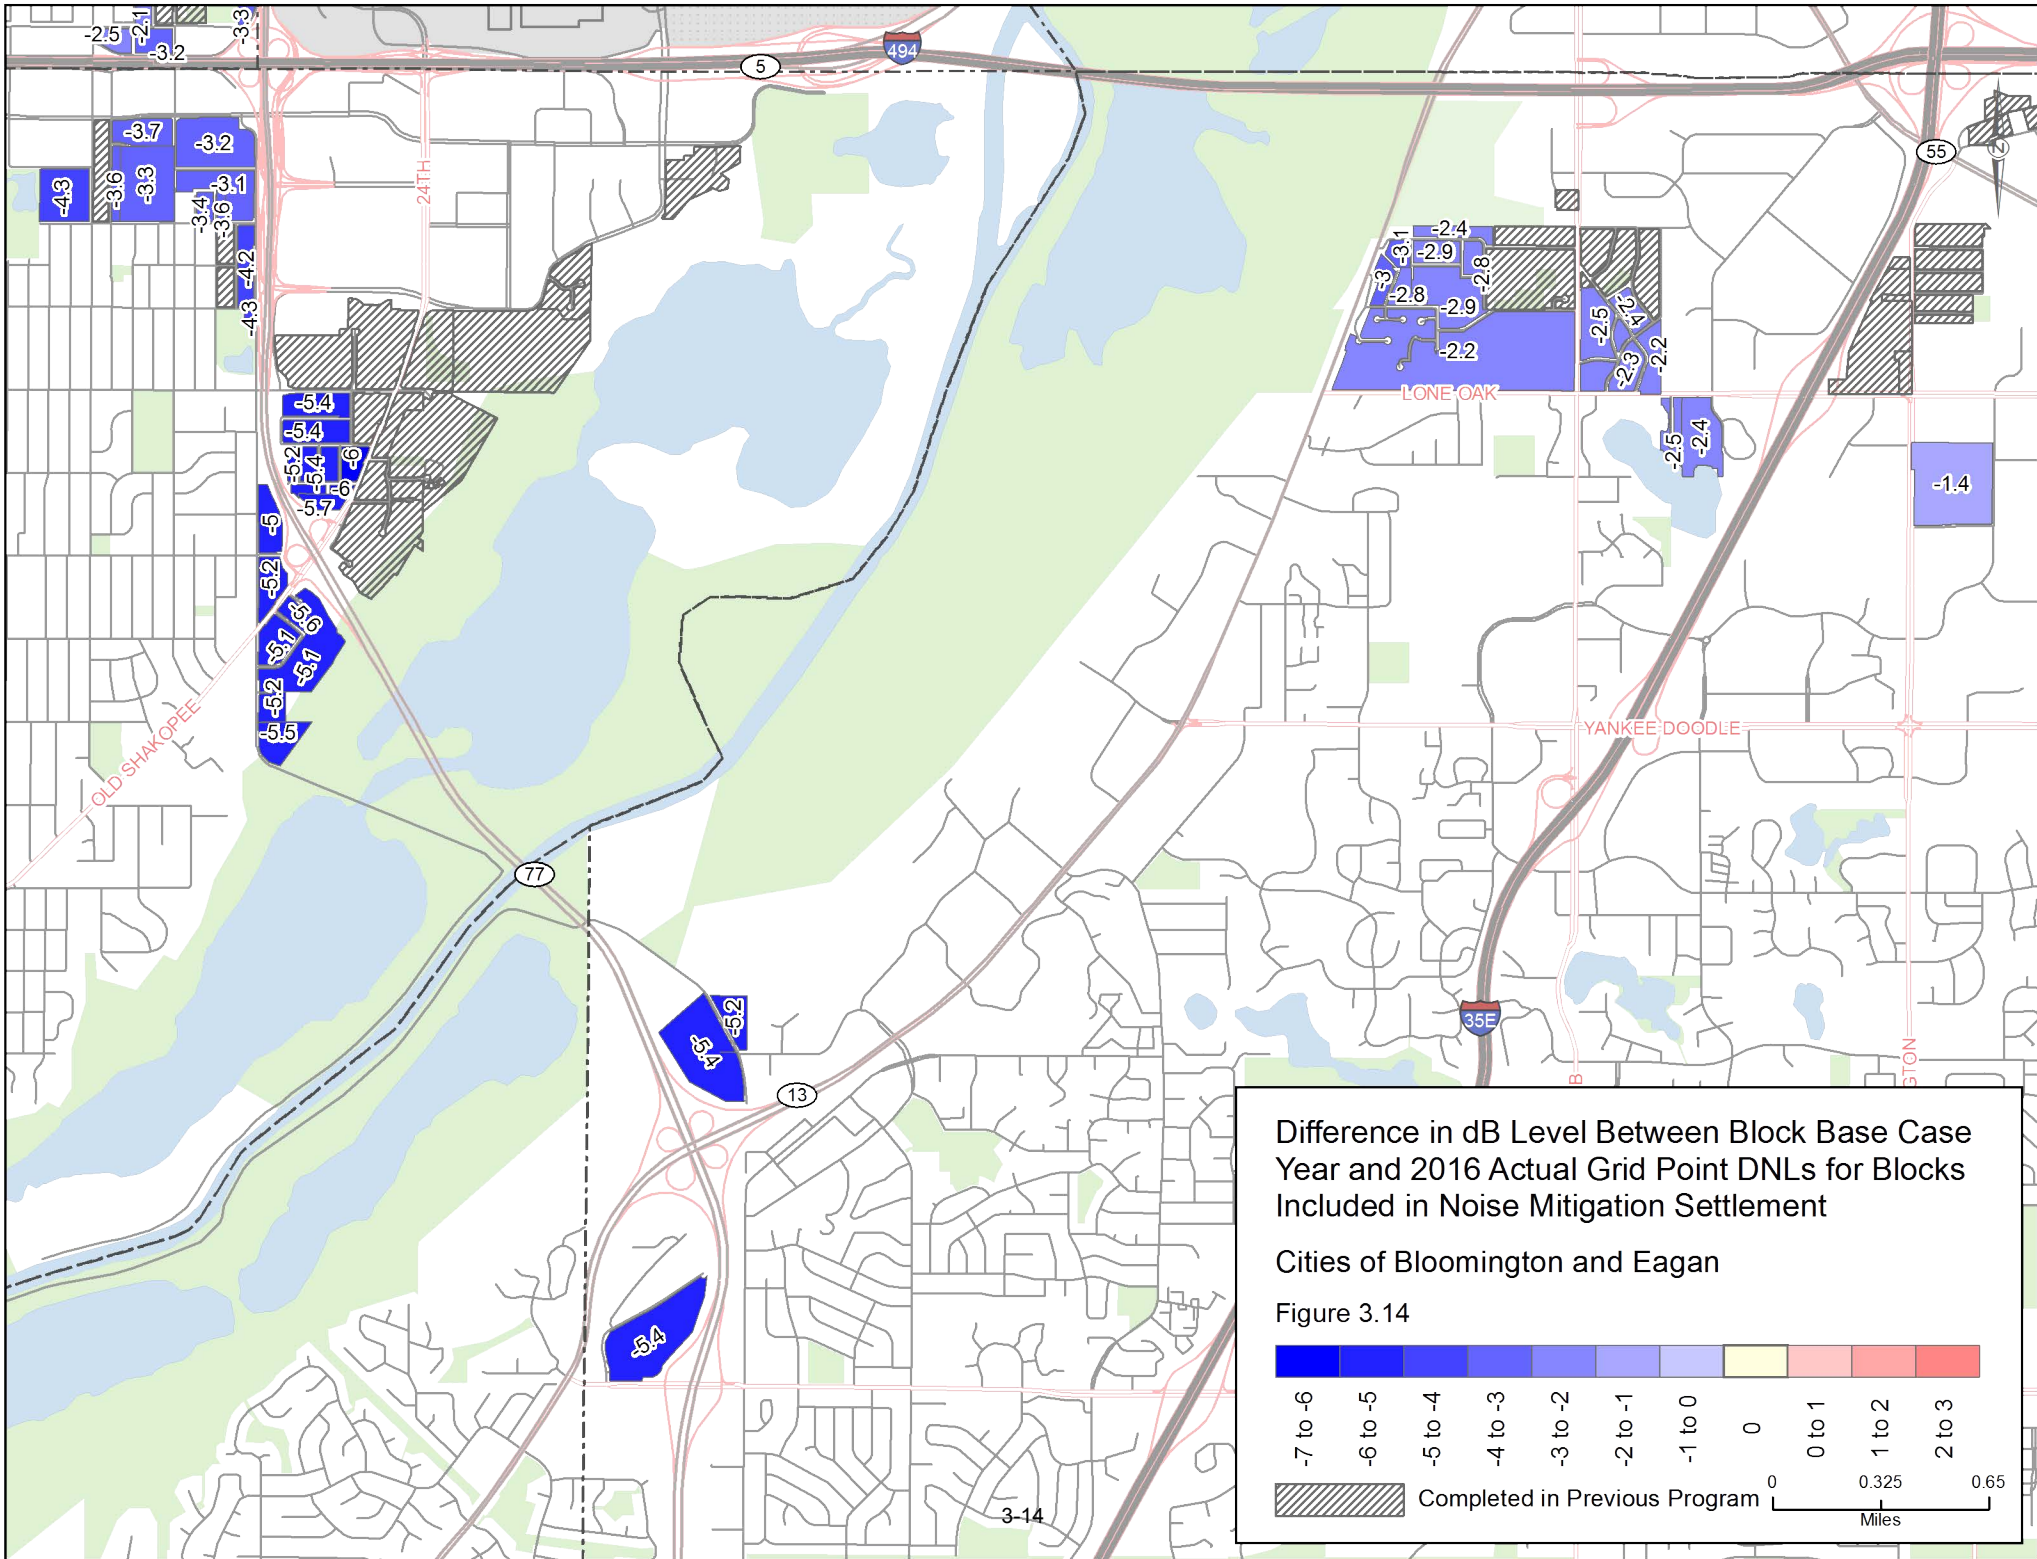 -2.5
-2.1
-3.2
-3.3
5
494
55
-3.7
-3.2
-4.3
-3.6
-3.3
-3.1
-3.4
-3.6
-4.2
-4.3
24TH
-2.4
-3.1
-2.9
-2.8
-3
-2.8
-2.9
-2.2
-2.4
-2.5
-2.2
-2.3
LONE OAK
-2.5
-2.4
-1.4
-5.4
-5.4
-5.2
-5.4
-6
-6
-5.7
-5
-5.2
-5.6
-5.1
-5.1
-5.2
-5.5
OLD SHAKOPEE
YANKEE DOODLE
77
35E
-5.2
-5.4
13
B
GTON
-5.4
3-14
Difference in dB Level Between Block Base Case
Year and 2016 Actual Grid Point DNLs for Blocks
Included in Noise Mitigation Settlement
Cities of Bloomington and Eagan
Figure 3.14
-7 to -6
-6 to -5
-5 to -4
-4 to -3
-3 to -2
-2 to -1
-1 to 0
0
0 to 1
1 to 2
2 to 3
Completed in Previous Program
0 0.325 0.65
Miles